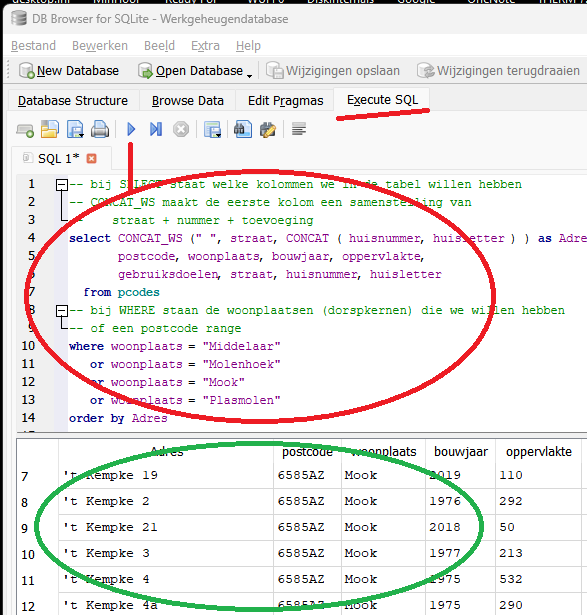 DB Browser for SQLite - Werkgeheugendatabase
Bestand Bewerken Beeld Extra Help
New Database Open Database Wijzigingen opslaan Wijzigingen terugdraaien
Database Structure Browse Data Edit Pragmas Execute SQL
SQL 1*
1 -- bij SELECT staat welke kolommen we in de tabel willen hebben
2 -- CONCAT_WS maakt de eerste kolom een samenstelling van
3 straat + nummer + toevoeging
4 select CONCAT_WS (" ", straat, CONCAT ( huisnummer, huisletter ) ) as Adre
5 postcode, woonplaats, bouwjaar, oppervlakte,
6 gebruiksdoelen, straat, huisnummer, huisletter
7 from pcodes
8 -- bij WHERE staan de woonplaatsen (dorspkernen) die we willen hebben
9 -- of een postcode range
10 where woonplaats = "Middelaar"
11 or woonplaats = "Molenhoek"
12 or woonplaats = "Mook"
13 or woonplaats = "Plasmolen"
14 order by Adres
Adres postcode woonplaats bouwjaar oppervlakte
7 't Kempke 19 6585AZ Mook 2019 110
8 't Kempke 2 6585AZ Mook 1976 292
9 't Kempke 21 6585AZ Mook 2018 50
10 't Kempke 3 6585AZ Mook 1977 213
11 't Kempke 4 6585AZ Mook 1975 532
12 't Kempke 4a 6585AZ Mook 1975 290